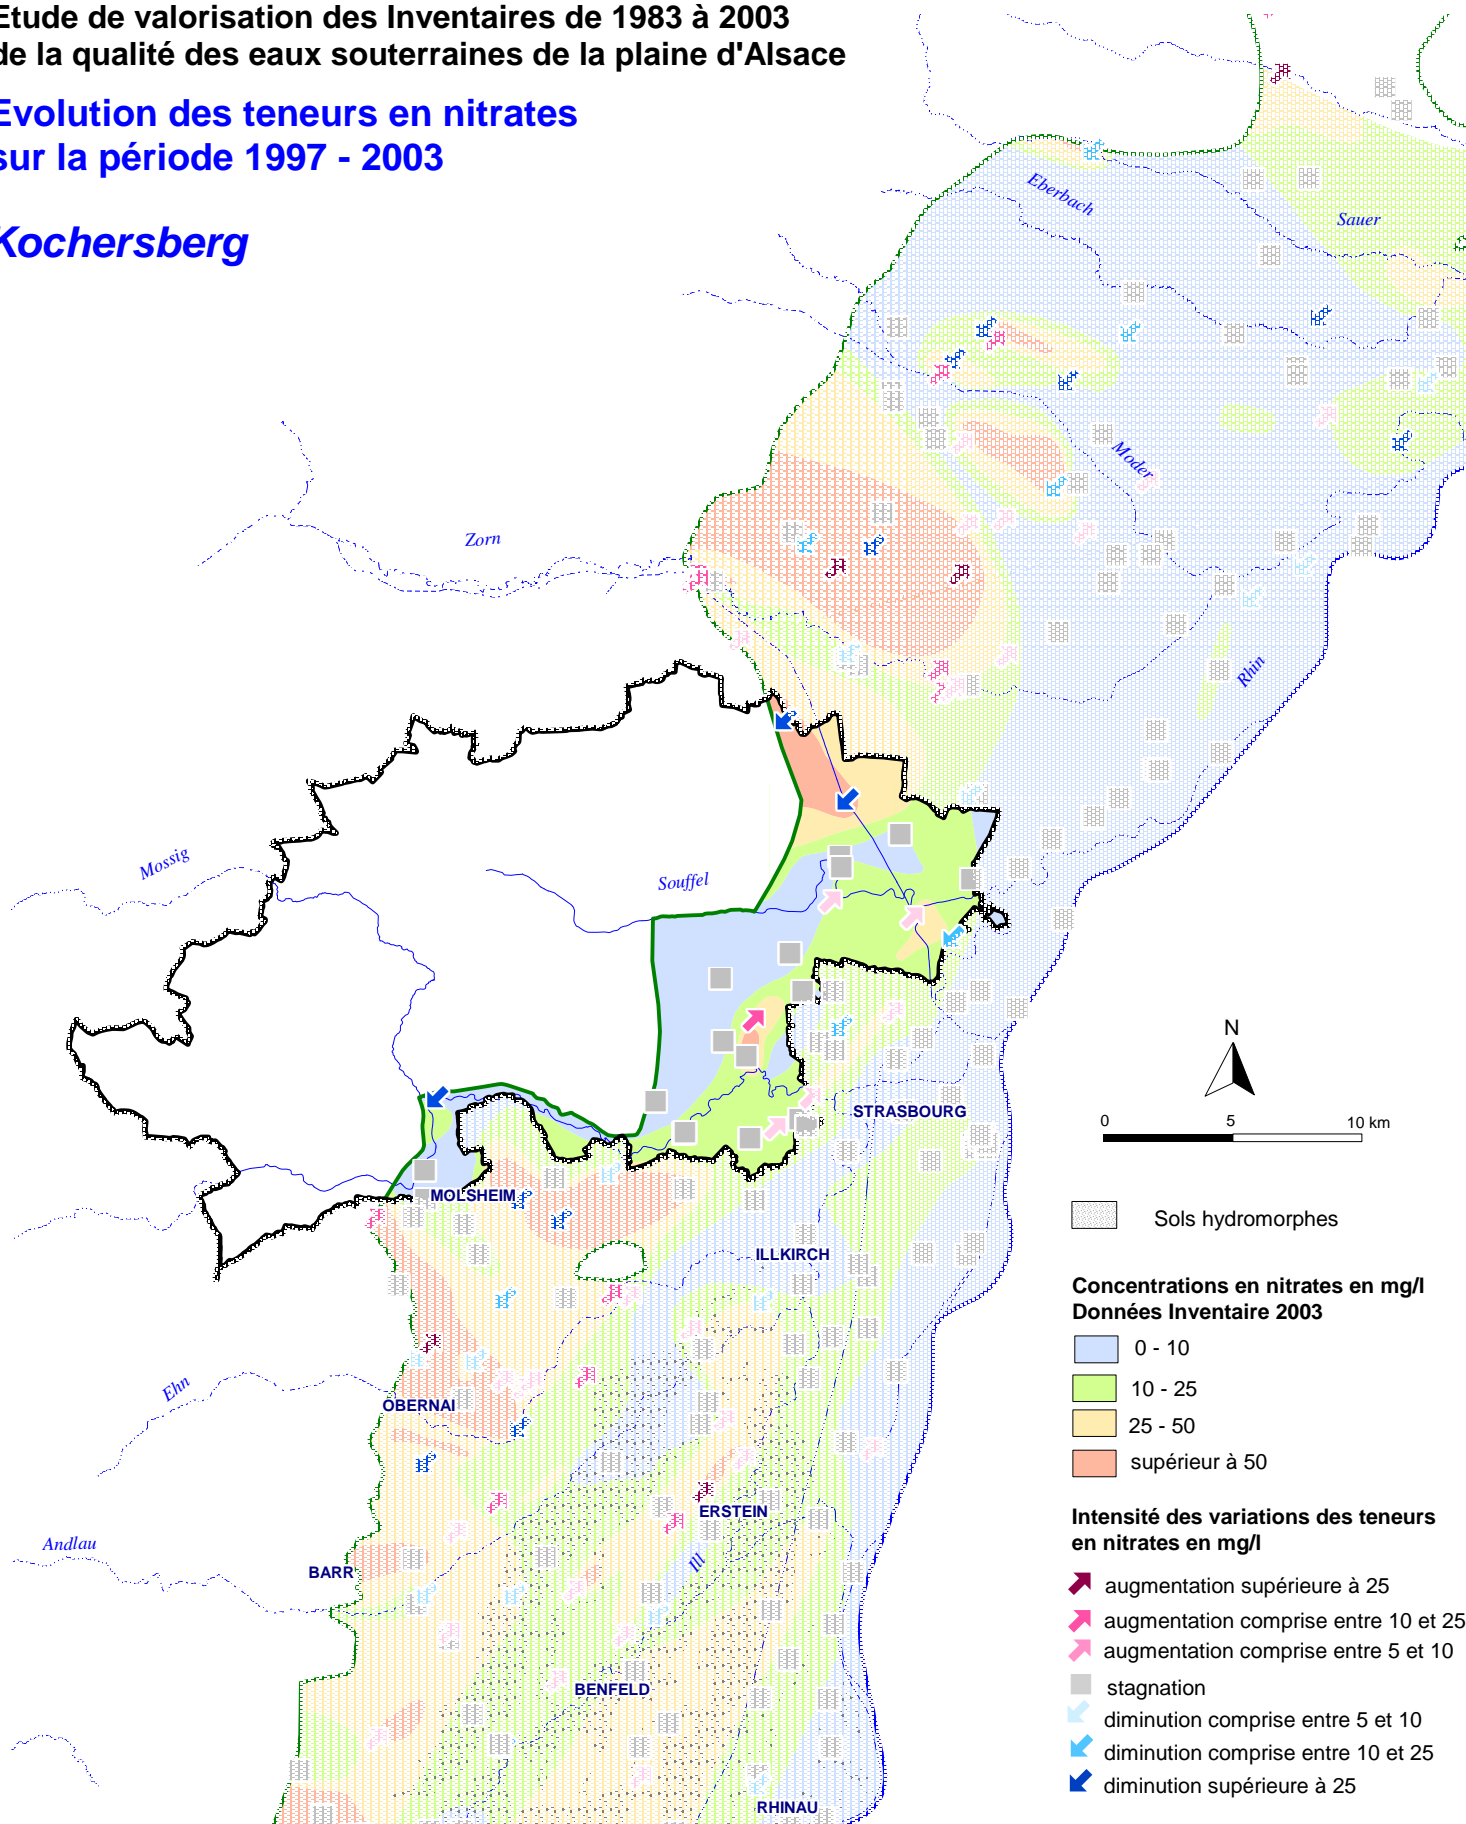 Etude de valorisation des Inventaires de 1983 à 2003
de la qualité des eaux souterraines de la plaine d'Alsace
Evolution des teneurs en nitrates
sur la période 1997 - 2003
Kochersberg
Eberbach
Sauer
Moder
Zorn
Rhin
Mossig
Souffel
STRASBOURG
MOLSHEIM
ILLKIRCH
Ehn
OBERNAI
ERSTEIN
Andlau
BARR
Ill
BENFELD
RHINAU
N
0 5 10 km
Sols hydromorphes
Concentrations en nitrates en mg/l
Données Inventaire 2003
0 - 10
10 - 25
25 - 50
supérieur à 50
Intensité des variations des teneurs
en nitrates en mg/l
augmentation supérieure à 25
augmentation comprise entre 10 et 25
augmentation comprise entre 5 et 10
stagnation
diminution comprise entre 5 et 10
diminution comprise entre 10 et 25
diminution supérieure à 25